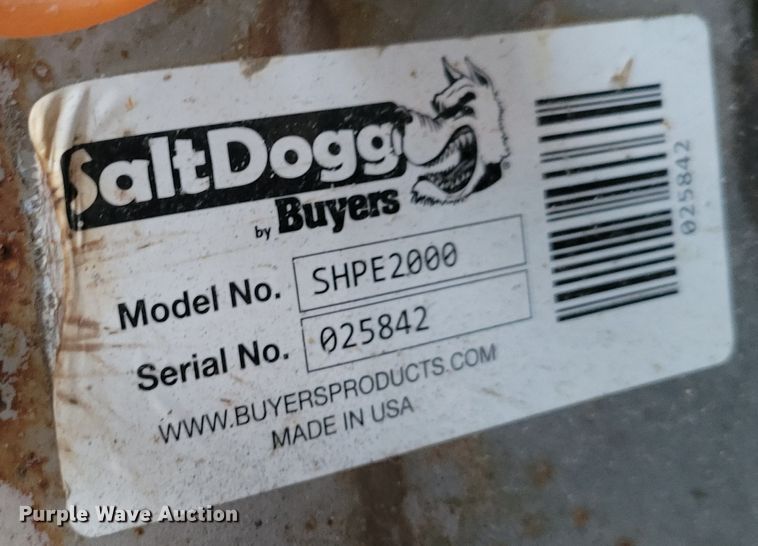 SaltDogg
by Buyers
Model No. SHPE2000
Serial No. 025842
WWW.BUYERSPRODUCTS.COM
MADE IN USA
025842
Purple Wave Auction